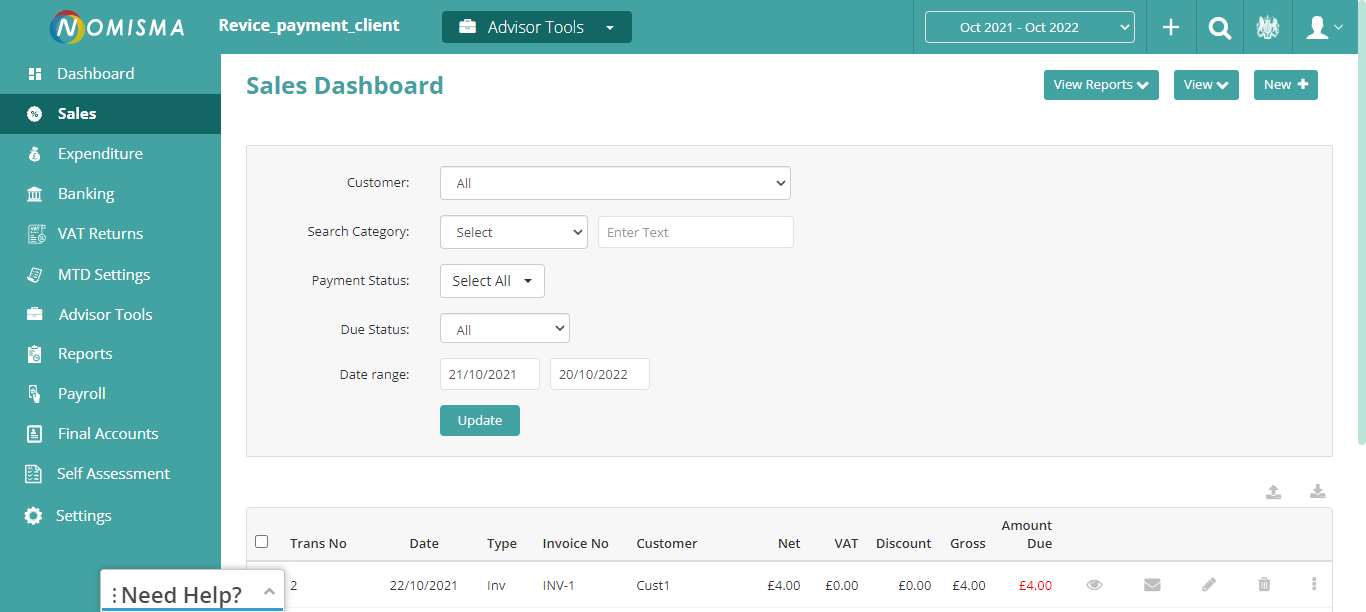 NOMISMA Revice_payment_client Advisor Tools Oct 2021 - Oct 2022
Dashboard
Sales
Expenditure
Banking
VAT Returns
MTD Settings
Advisor Tools
Reports
Payroll
Final Accounts
Self Assessment
Settings
Need Help?
Sales Dashboard View Reports View New
Customer: All
Search Category: Select Enter Text
Payment Status: Select All
Due Status: All
Date range: 21/10/2021 20/10/2022
Update
Trans No Date Type Invoice No Customer Net VAT Discount Gross Amount Due
2 22/10/2021 Inv INV-1 Cust1 £4.00 £0.00 £0.00 £4.00 £4.00